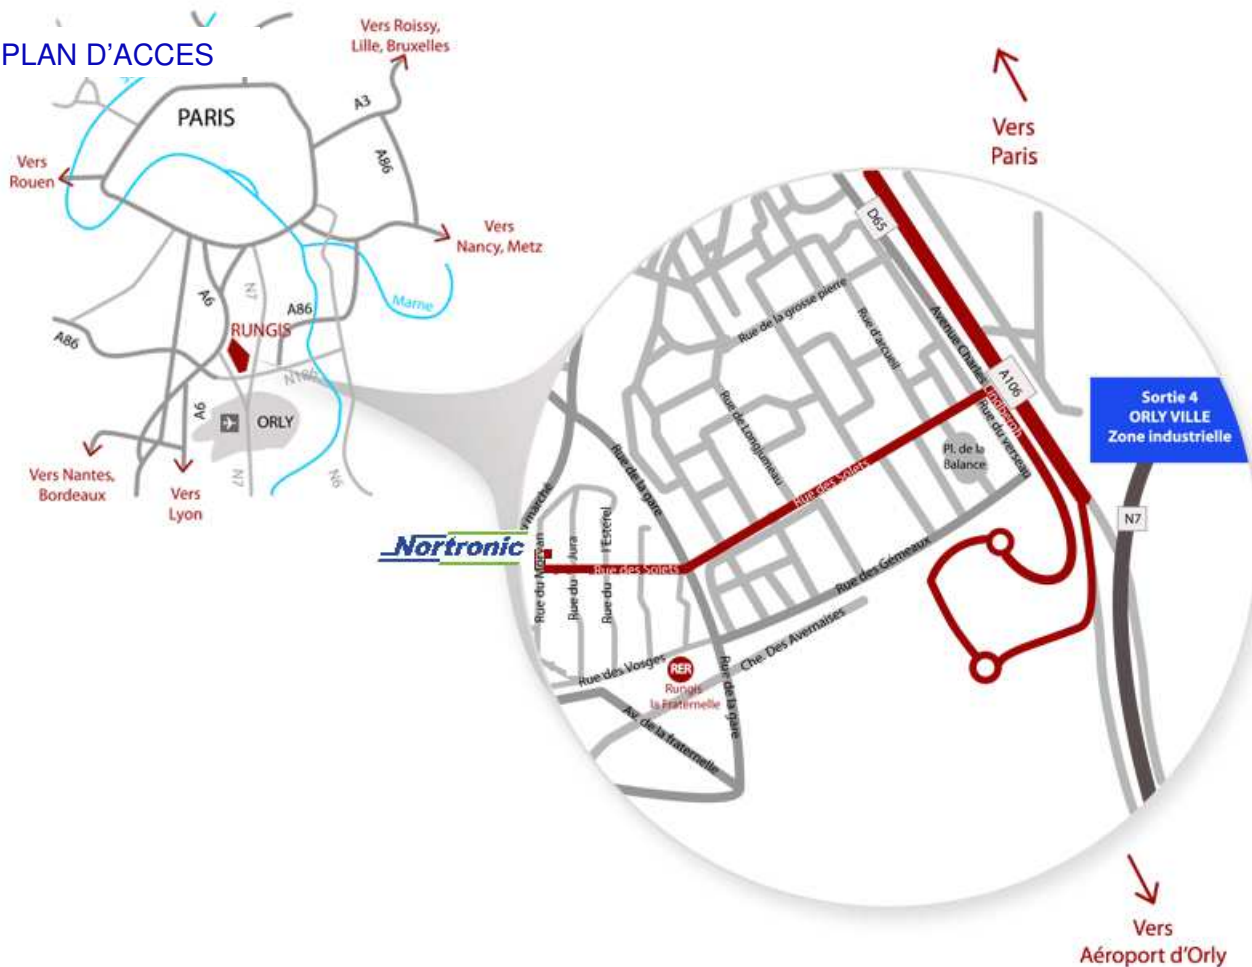 PLAN D'ACCES
Vers Roissy,
Lille, Bruxelles
A3
PARIS
A86
Vers
Rouen
Vers
Nancy, Metz
Marne
A6
N7
A86
RUNGIS
A86
N186
A6
ORLY
N7
N6
Vers Nantes,
Bordeaux
Vers
Lyon
Vers
Paris
D65
Avenue Charles Lindbergh
A106
Rue de la grosse pierre
Rue d'arcueil
Rue de Longjumeau
Rue du verseau
Pl. de la
Balance
Rue des Solets
Rue de la gare
marché
Nortronic
Rue du Morvan
Rue du Jura
Rue du l'Esterel
Rue des Solets
Rue des Gémeaux
Che. Des Avernaises
Rue des Vosges
RER
Rungis
la Fraternelle
Rue de la gare
Av. de la fraternelle
Sortie 4
ORLY VILLE
Zone industrielle
N7
Vers
Aéroport d'Orly